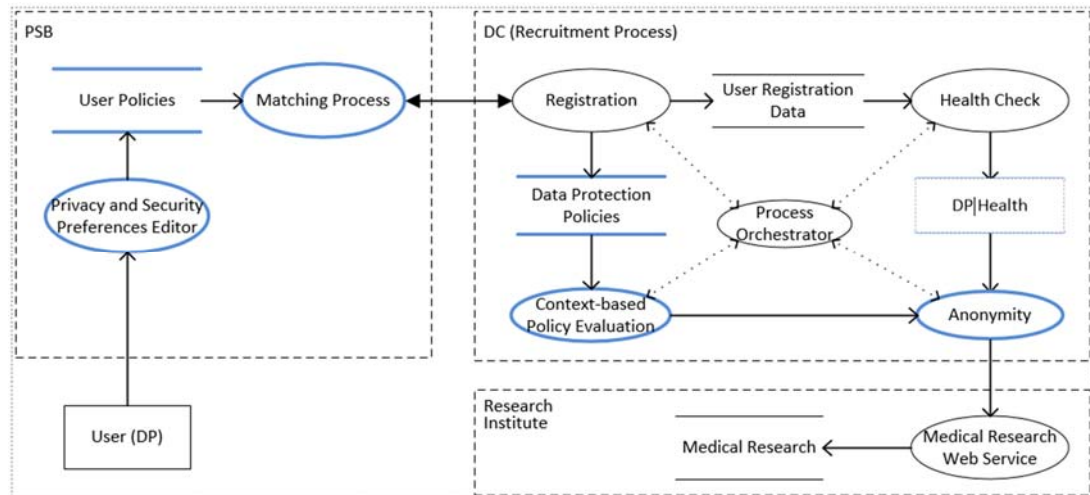 PSB
User Policies
Matching Process
Privacy and Security
Preferences Editor
User (DP)
DC (Recruitment Process)
Registration
User Registration
Data
Health Check
Data Protection
Policies
Process
Orchestrator
DP|Health
Context-based
Policy Evaluation
Anonymity
Research
Institute
Medical Research
Medical Research
Web Service